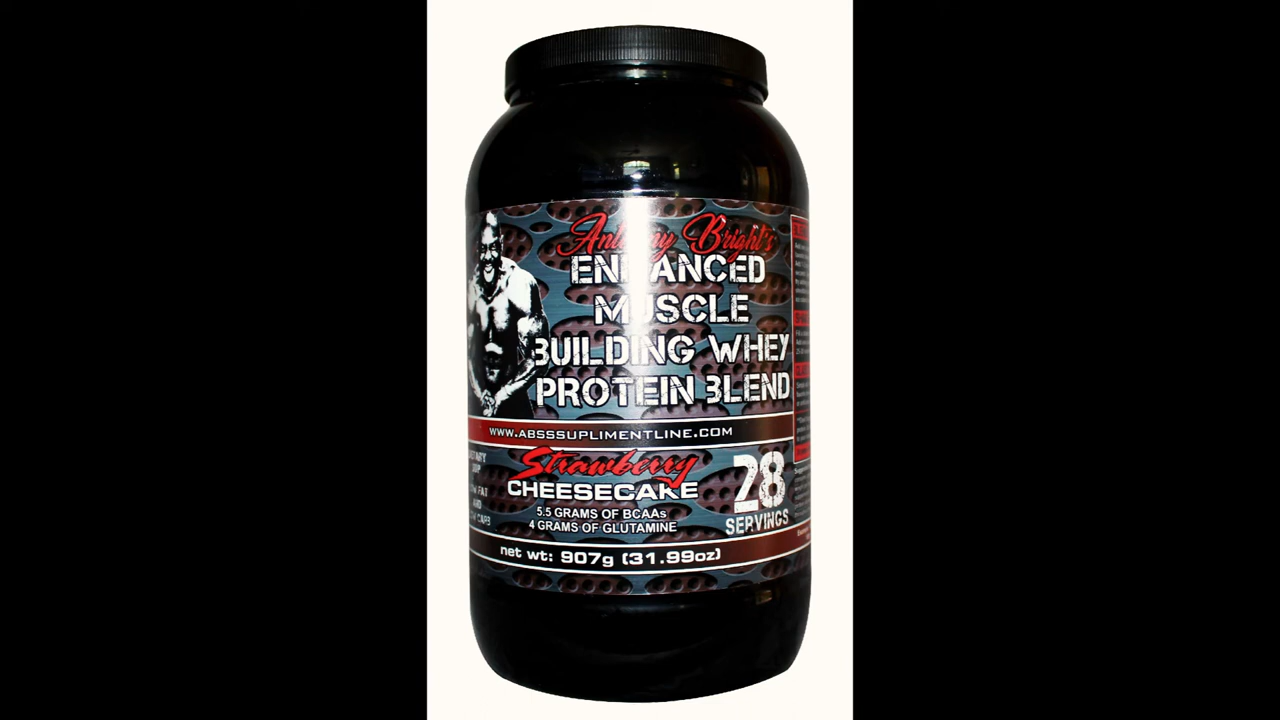 Anthony Bright's
ENHANCED
MUSCLE
BUILDING WHEY
PROTEIN BLEND
WWW.ABSSSUPLIMENTLINE.COM
Strawberry
CHEESECAKE
5.5 GRAMS OF BCAAs
4 GRAMS OF GLUTAMINE
28
SERVINGS
net wt: 907g (31.99oz)